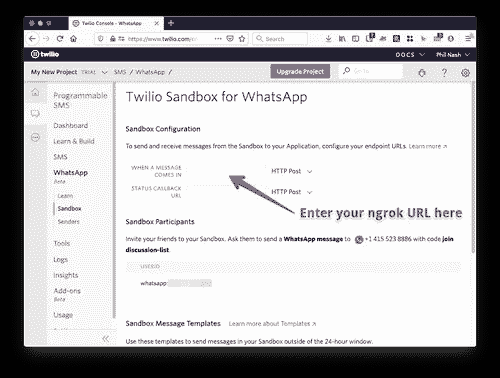 Twilio Console - WhatsApp
https://www.twilio.com/
Search
twilio
DOCS
Phil Nash
My New Project TRIAL SMS / WhatsApp /
Upgrade Project
Go to
Programmable
SMS
Dashboard
Learn & Build
SMS
WhatsApp
Beta
Learn
Sandbox
Senders
Tools
Logs
Insights
Add-ons
Beta
Usage
Twilio Sandbox for WhatsApp
Sandbox Configuration
To send and receive messages from the Sandbox to your Application, configure your endpoint URLs. Learn more
WHEN A MESSAGE
COMES IN
HTTP Post
STATUS CALLBACK
URL
HTTP Post
Enter your ngrok URL here
Sandbox Participants
Invite your friends to your Sandbox. Ask them to send a WhatsApp message to +1 415 523 8886 with code join
discussion-list.
USERID
whatsapp:
Sandbox Message Templates Learn more about Templates
Use these templates to send messages in your Sandbox outside of the 24-hour window.